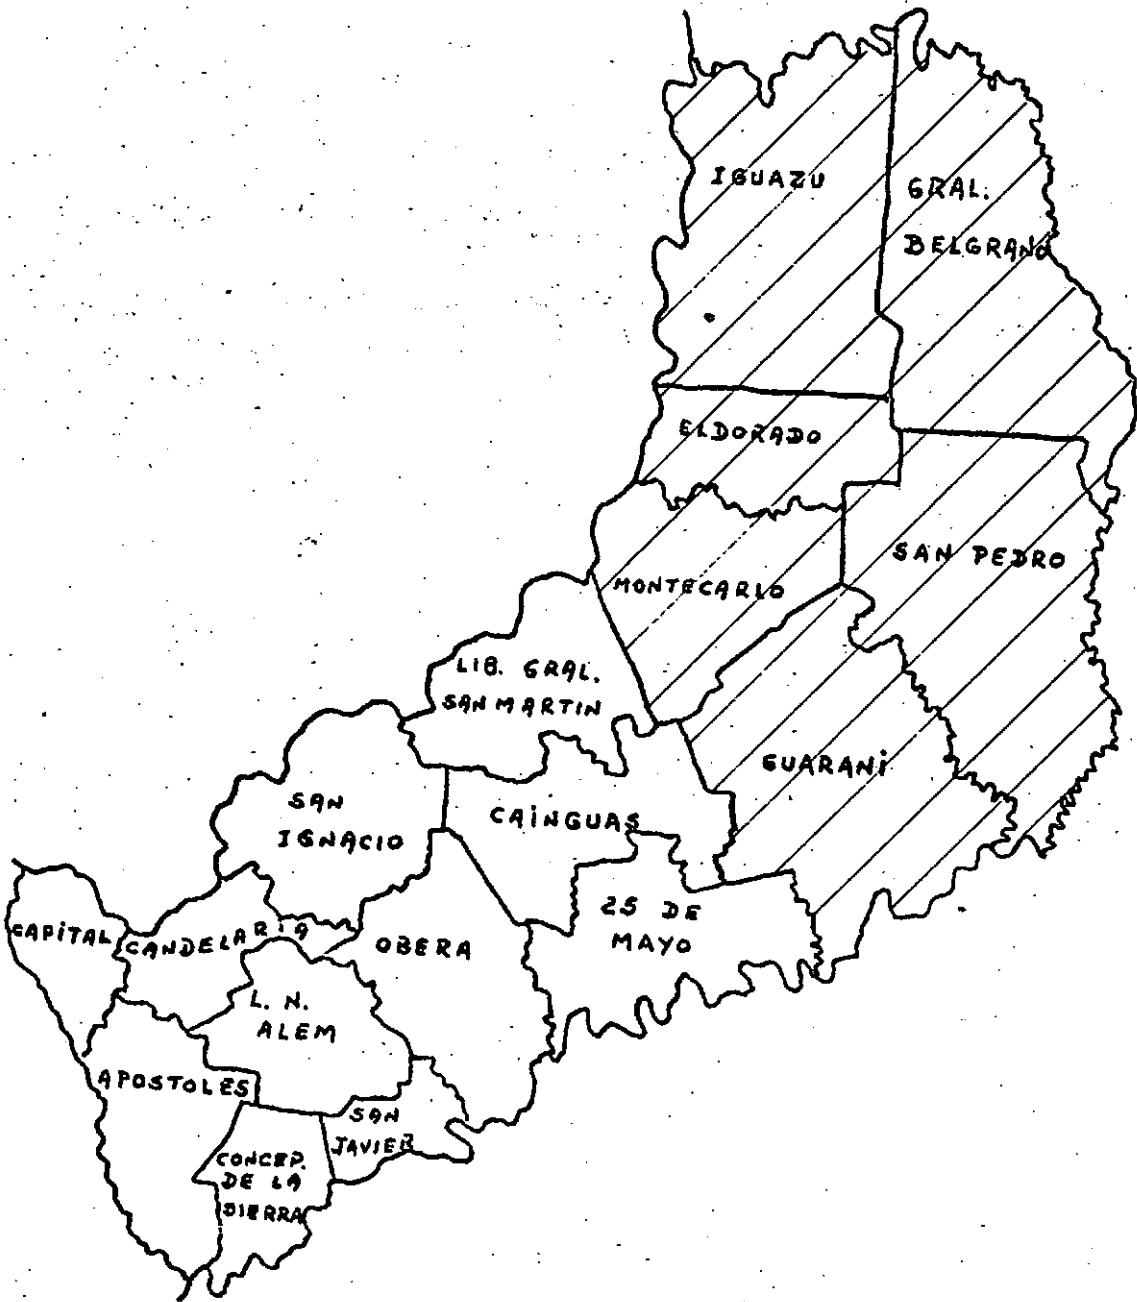 IGUAZU
GRAL.
BELGRANO
ELDORADO
SAN PEDRO
MONTECARLO
LIB. GRAL.
SAN MARTIN
GUARANi
SAN
IGNACIO
CAiNGUAS
25 DE
MAYO
CAPiTAL
CANDELARIA
OBERA
L. N.
ALEM
APOSTOLES
SAN
JAVIER
CONCEP.
DE LA
SIERRA